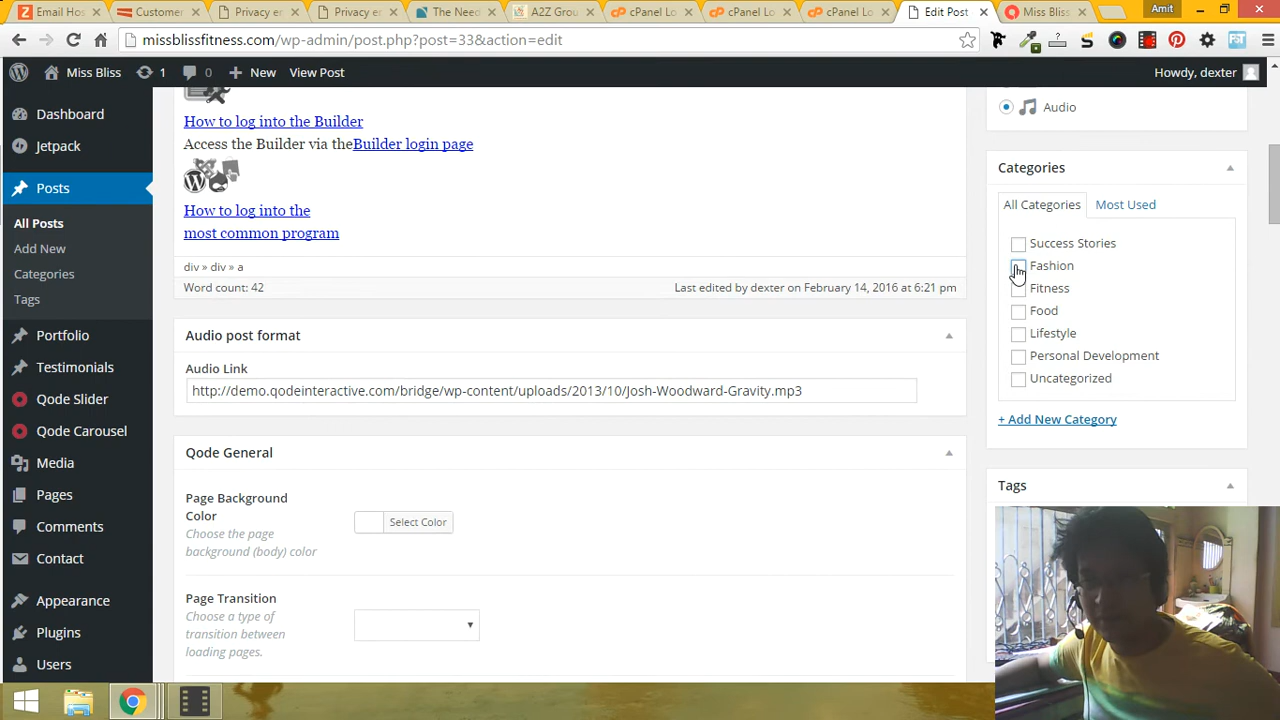 Email Hos
Customer
Privacy e
Privacy e
The Need
A2Z Grou
cPanel Lo
cPanel Lo
cPanel Lo
Edit Post
Miss Bliss
Amit
missblissfitness.com/wp-admin/post.php?post=33&action=edit
Miss Bliss
1
0
New
View Post
Howdy, dexter
Dashboard
Jetpack
Posts
All Posts
Add New
Categories
Tags
Portfolio
Testimonials
Qode Slider
Qode Carousel
Media
Pages
Comments
Contact
Appearance
Plugins
Users
How to log into the Builder
Access the Builder via theBuilder login page
How to log into the
most common program
div » div » a
Word count: 42
Last edited by dexter on February 14, 2016 at 6:21 pm
Audio post format
Audio Link
http://demo.qodeinteractive.com/bridge/wp-content/uploads/2013/10/Josh-Woodward-Gravity.mp3
Qode General
Page Background
Color
Choose the page
background (body) color
Select Color
Page Transition
Choose a type of
transition between
loading pages.
Audio
Categories
All Categories
Most Used
Success Stories
Fashion
Fitness
Food
Lifestyle
Personal Development
Uncategorized
+ Add New Category
Tags